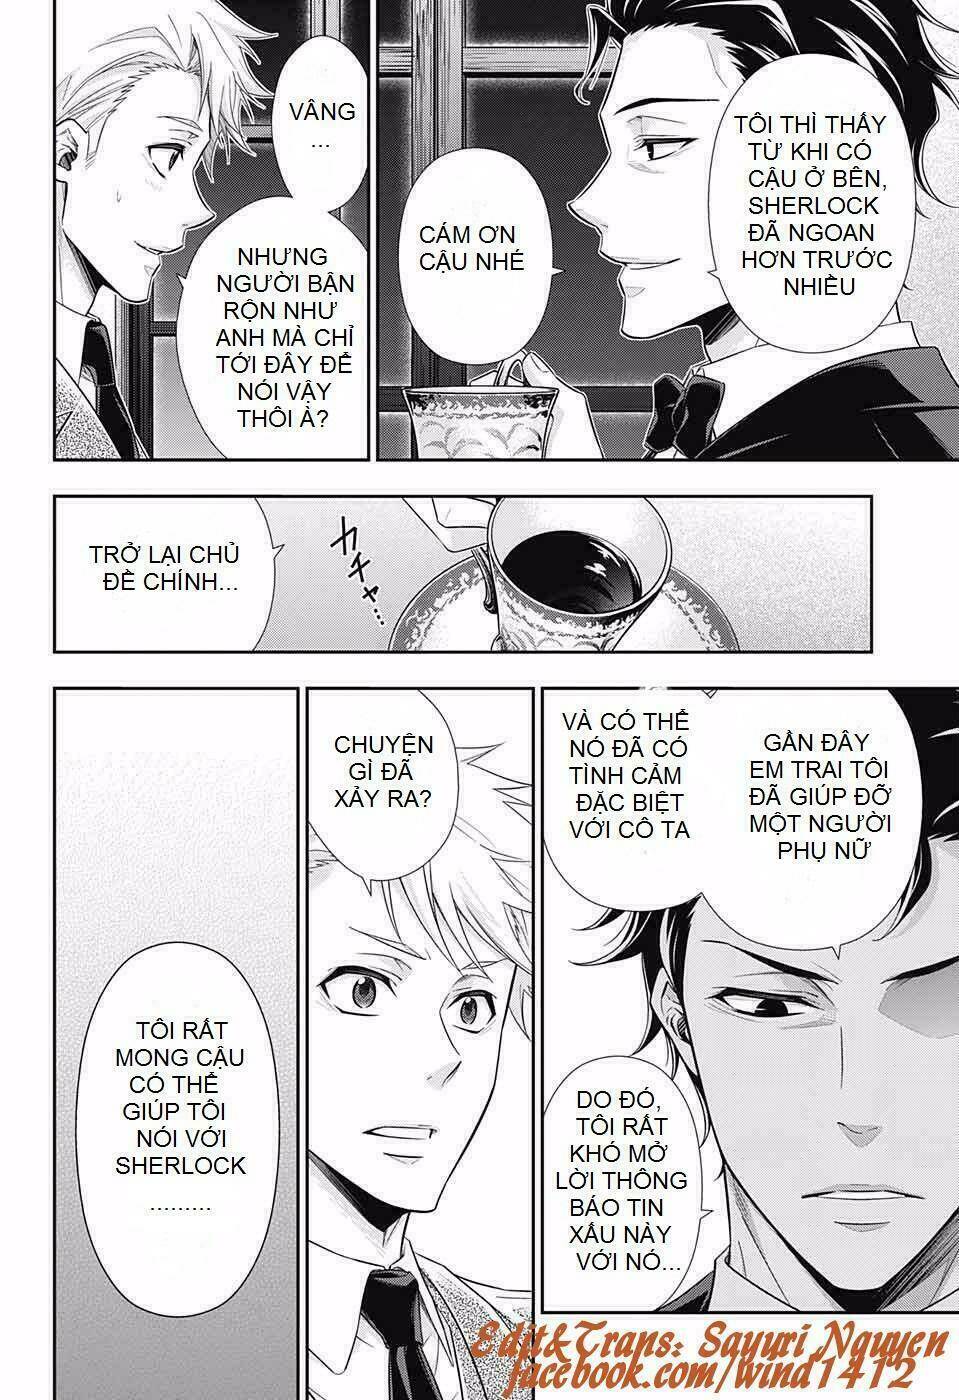 TÔI THÌ THẤY
TỪ KHI CÓ
CẬU Ở BÊN,
SHERLOCK
ĐÃ NGOAN
HƠN TRƯỚC
NHIỀU
CÁM ƠN
CẬU NHÉ
VÂNG
...
NHƯNG
NGƯỜI BẬN
RỘN NHƯ
ANH MÀ CHỈ
TỚI ĐÂY ĐỂ
NÓI VẬY
THÔI À?
カチャ...
TRỞ LẠI CHỦ
ĐỀ CHÍNH...
GẦN ĐÂY
EM TRAI TÔI
ĐÃ GIÚP ĐỠ
MỘT NGƯỜI
PHỤ NỮ
VÀ CÓ THỂ
NÓ ĐÃ CÓ
TÌNH CẢM
ĐẶC BIỆT
VỚI CÔ TA
DO ĐÓ,
TÔI RẤT
KHÓ MỞ
LỜI THÔNG
BÁO TIN
XẤU NÀY
VỚI NÓ...
CHUYỆN
GÌ ĐÃ
XẢY RA?
TÔI RẤT
MONG CẬU
CÓ THỂ
GIÚP TÔI
NÓI VỚI
SHERLOCK
.........
Edit&Trans: Sayuri Nguyen
facebook.com/wind1412